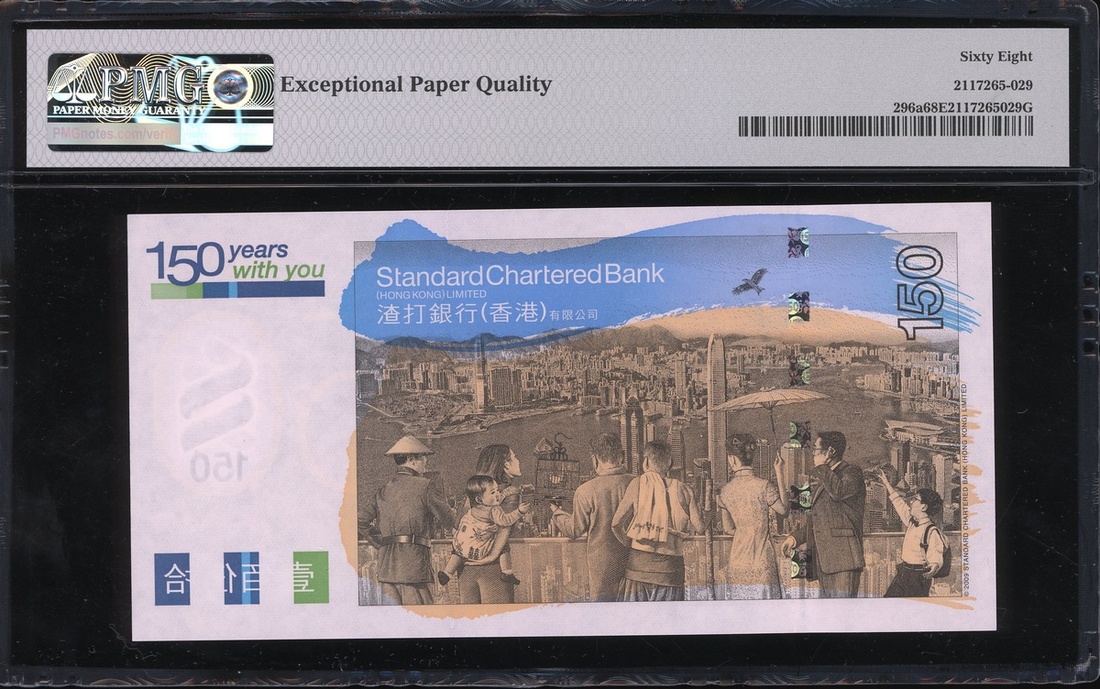 PMG
PAPER MONEY GUARANTY
PMGnotes.com/veri
Exceptional Paper Quality
Sixty Eight
2117265-029
296a68E2117265029G
150 years
with you
Standard Chartered Bank
(HONG KONG) LIMITED
渣打銀行(香港)有限公司
150
150
© 2009 STANDARD CHARTERED BANK (HONG KONG) LIMITED